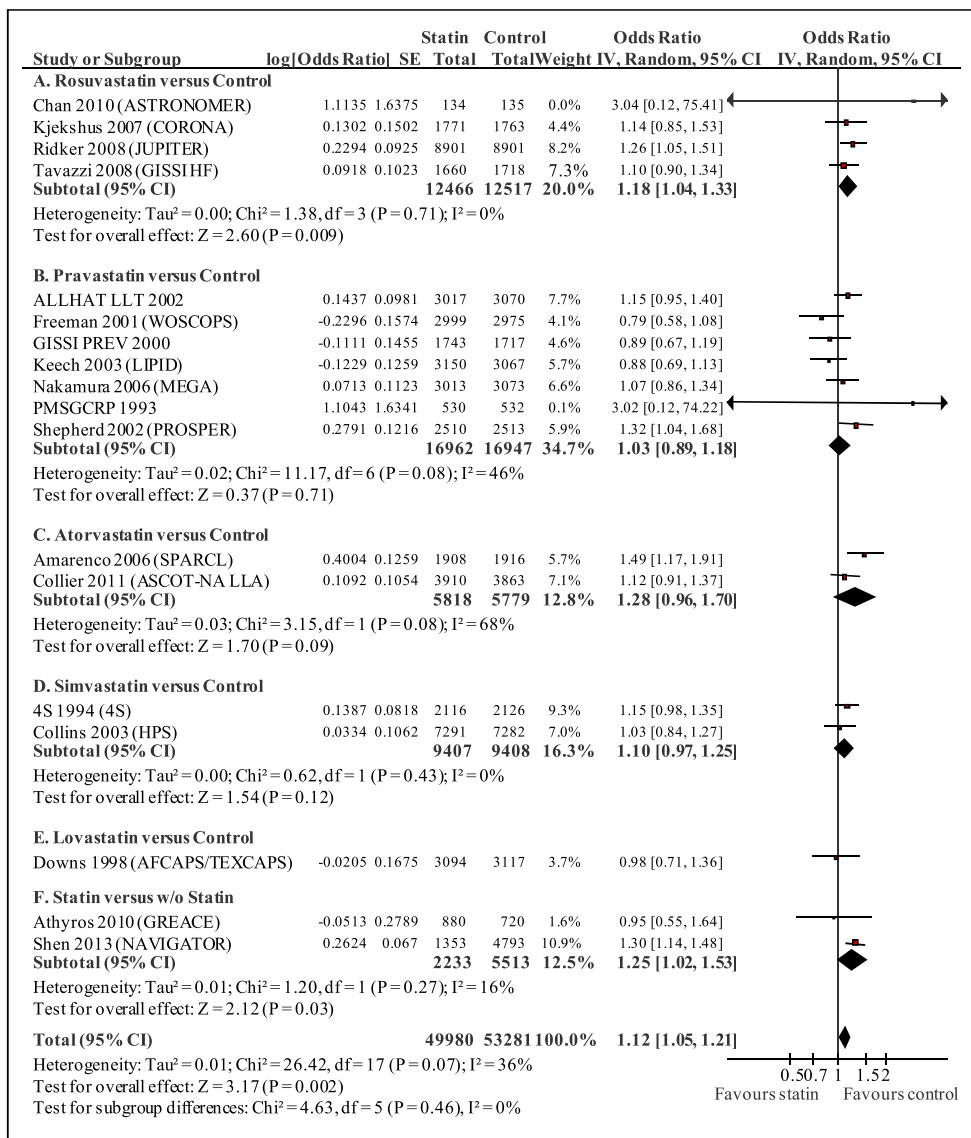 Statin Control Odds Ratio Odds Ratio
Study or Subgroup log[Odds Ratio] SE Total Total Weight IV, Random, 95% CI IV, Random, 95% CI
A. Rosuvastatin versus Control
Chan 2010 (ASTRONOMER) 1.1135 1.6375 134 135 0.0% 3.04 [0.12, 75.41]
Kjekshus 2007 (CORONA) 0.1302 0.1502 1771 1763 4.4% 1.14 [0.85, 1.53]
Ridker 2008 (JUPITER) 0.2294 0.0925 8901 8901 8.2% 1.26 [1.05, 1.51]
Tavazzi 2008 (GISSI HF) 0.0918 0.1023 1660 1718 7.3% 1.10 [0.90, 1.34]
Subtotal (95% CI) 12466 12517 20.0% 1.18 [1.04, 1.33]
Heterogeneity: Tau² = 0.00; Chi² = 1.38, df = 3 (P = 0.71); I² = 0%
Test for overall effect: Z = 2.60 (P = 0.009)
B. Pravastatin versus Control
ALLHAT LLT 2002 0.1437 0.0981 3017 3070 7.7% 1.15 [0.95, 1.40]
Freeman 2001 (WOSCOPS) -0.2296 0.1574 2999 2975 4.1% 0.79 [0.58, 1.08]
GISSI PREV 2000 -0.1111 0.1455 1743 1717 4.6% 0.89 [0.67, 1.19]
Keech 2003 (LIPID) -0.1229 0.1259 3150 3067 5.7% 0.88 [0.69, 1.13]
Nakamura 2006 (MEGA) 0.0713 0.1123 3013 3073 6.6% 1.07 [0.86, 1.34]
PMSGCRP 1993 1.1043 1.6341 530 532 0.1% 3.02 [0.12, 74.22]
Shepherd 2002 (PROSPER) 0.2791 0.1216 2510 2513 5.9% 1.32 [1.04, 1.68]
Subtotal (95% CI) 16962 16947 34.7% 1.03 [0.89, 1.18]
Heterogeneity: Tau² = 0.02; Chi² = 11.17, df = 6 (P = 0.08); I² = 46%
Test for overall effect: Z = 0.37 (P = 0.71)
C. Atorvastatin versus Control
Amarenco 2006 (SPARCL) 0.4004 0.1259 1908 1916 5.7% 1.49 [1.17, 1.91]
Collier 2011 (ASCOT-NA LLA) 0.1092 0.1054 3910 3863 7.1% 1.12 [0.91, 1.37]
Subtotal (95% CI) 5818 5779 12.8% 1.28 [0.96, 1.70]
Heterogeneity: Tau² = 0.03; Chi² = 3.15, df = 1 (P = 0.08); I² = 68%
Test for overall effect: Z = 1.70 (P = 0.09)
D. Simvastatin versus Control
4S 1994 (4S) 0.1387 0.0818 2116 2126 9.3% 1.15 [0.98, 1.35]
Collins 2003 (HPS) 0.0334 0.1062 7291 7282 7.0% 1.03 [0.84, 1.27]
Subtotal (95% CI) 9407 9408 16.3% 1.10 [0.97, 1.25]
Heterogeneity: Tau² = 0.00; Chi² = 0.62, df = 1 (P = 0.43); I² = 0%
Test for overall effect: Z = 1.54 (P = 0.12)
E. Lovastatin versus Control
Downs 1998 (AFCAPS/TEXCAPS) -0.0205 0.1675 3094 3117 3.7% 0.98 [0.71, 1.36]
F. Statin versus w/o Statin
Athyros 2010 (GREACE) -0.0513 0.2789 880 720 1.6% 0.95 [0.55, 1.64]
Shen 2013 (NAVIGATOR) 0.2624 0.067 1353 4793 10.9% 1.30 [1.14, 1.48]
Subtotal (95% CI) 2233 5513 12.5% 1.25 [1.02, 1.53]
Heterogeneity: Tau² = 0.01; Chi² = 1.20, df = 1 (P = 0.27); I² = 16%
Test for overall effect: Z = 2.12 (P = 0.03)
Total (95% CI) 49980 53281 100.0% 1.12 [1.05, 1.21]
Heterogeneity: Tau² = 0.01; Chi² = 26.42, df = 17 (P = 0.07); I² = 36%
Test for overall effect: Z = 3.17 (P = 0.002)
Test for subgroup differences: Chi² = 4.63, df = 5 (P = 0.46), I² = 0%
0.5 0.7 1 1.5 2
Favours statin Favours control